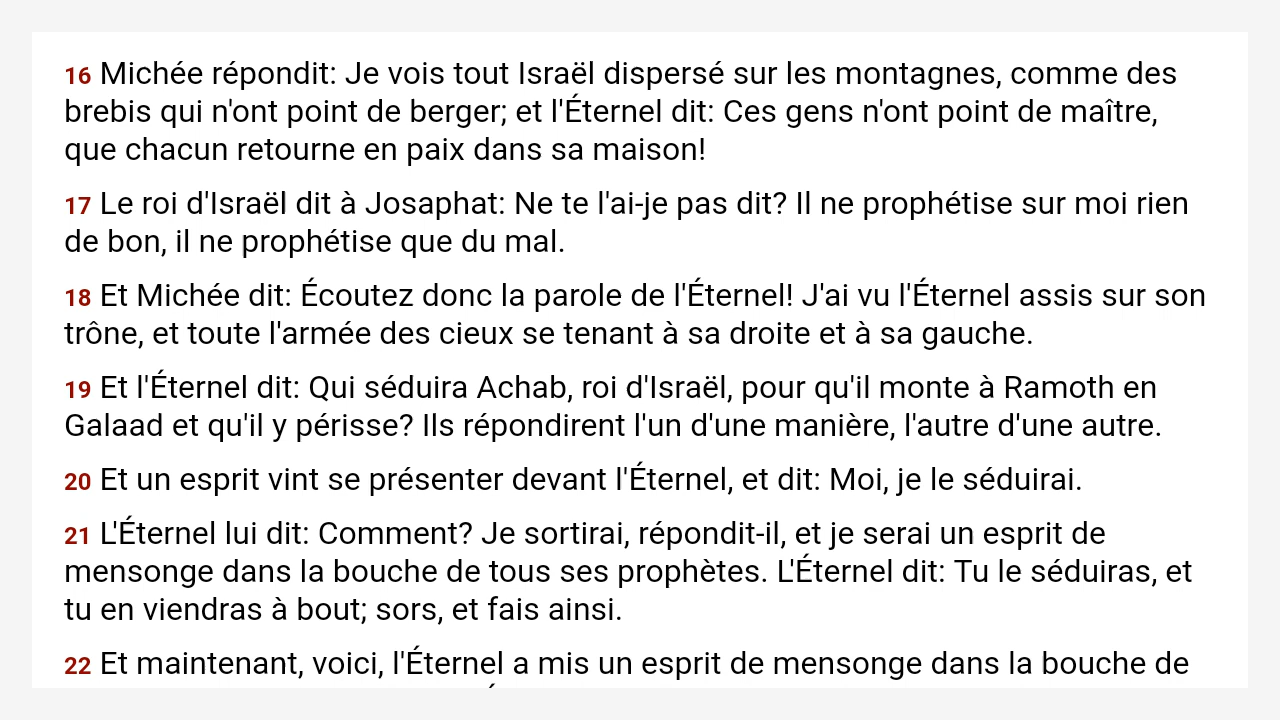 16 Michée répondit: Je vois tout Israël dispersé sur les montagnes, comme des
brebis qui n'ont point de berger; et l'Éternel dit: Ces gens n'ont point de maître,
que chacun retourne en paix dans sa maison!
17 Le roi d'Israël dit à Josaphat: Ne te l'ai-je pas dit? Il ne prophétise sur moi rien
de bon, il ne prophétise que du mal.
18 Et Michée dit: Écoutez donc la parole de l'Éternel! J'ai vu l'Éternel assis sur son
trône, et toute l'armée des cieux se tenant à sa droite et à sa gauche.
19 Et l'Éternel dit: Qui séduira Achab, roi d'Israël, pour qu'il monte à Ramoth en
Galaad et qu'il y périsse? Ils répondirent l'un d'une manière, l'autre d'une autre.
20 Et un esprit vint se présenter devant l'Éternel, et dit: Moi, je le séduirai.
21 L'Éternel lui dit: Comment? Je sortirai, répondit-il, et je serai un esprit de
mensonge dans la bouche de tous ses prophètes. L'Éternel dit: Tu le séduiras, et
tu en viendras à bout; sors, et fais ainsi.
22 Et maintenant, voici, l'Éternel a mis un esprit de mensonge dans la bouche de